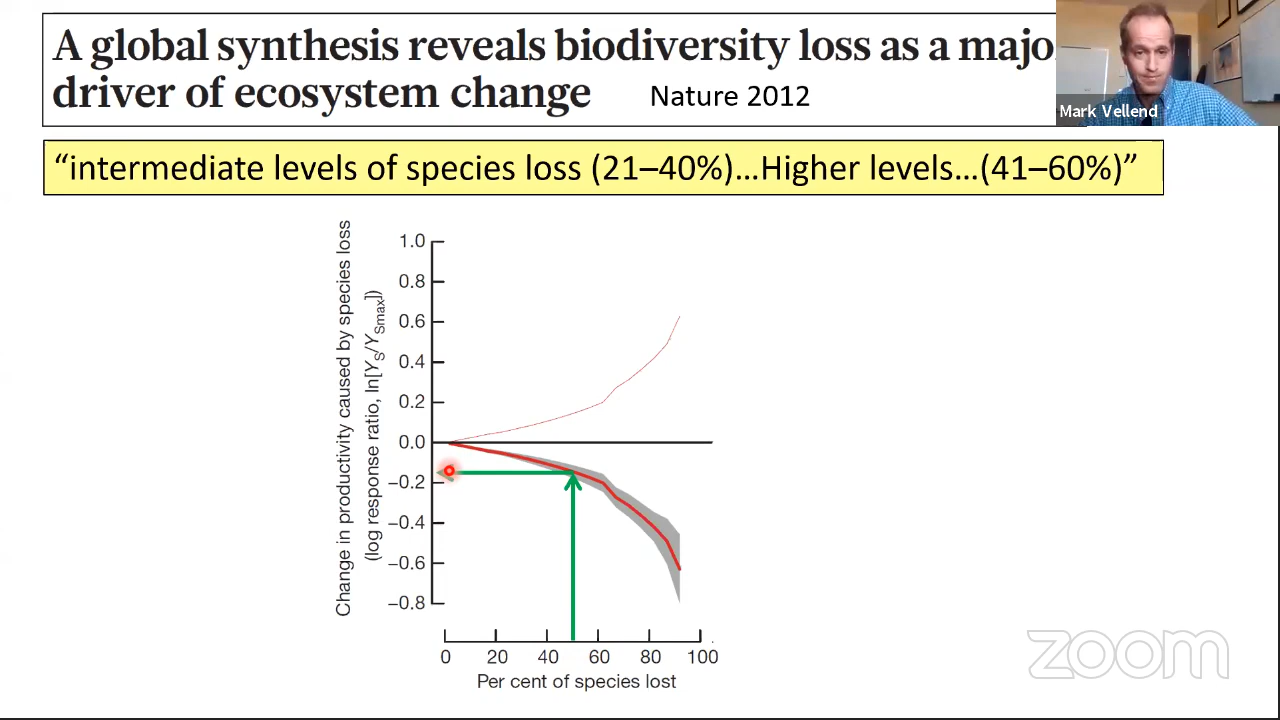 A global synthesis reveals biodiversity loss as a majo
driver of ecosystem change
Nature 2012
Mark Vellend
“intermediate levels of species loss (21–40%)…Higher levels…(41–60%)”
Change in productivity caused by species loss
(log response ratio, ln[YS/YSmax])
1.0
0.8
0.6
0.4
0.2
0.0
−0.2
−0.4
−0.6
−0.8
0 20 40 60 80 100
Per cent of species lost
zoom